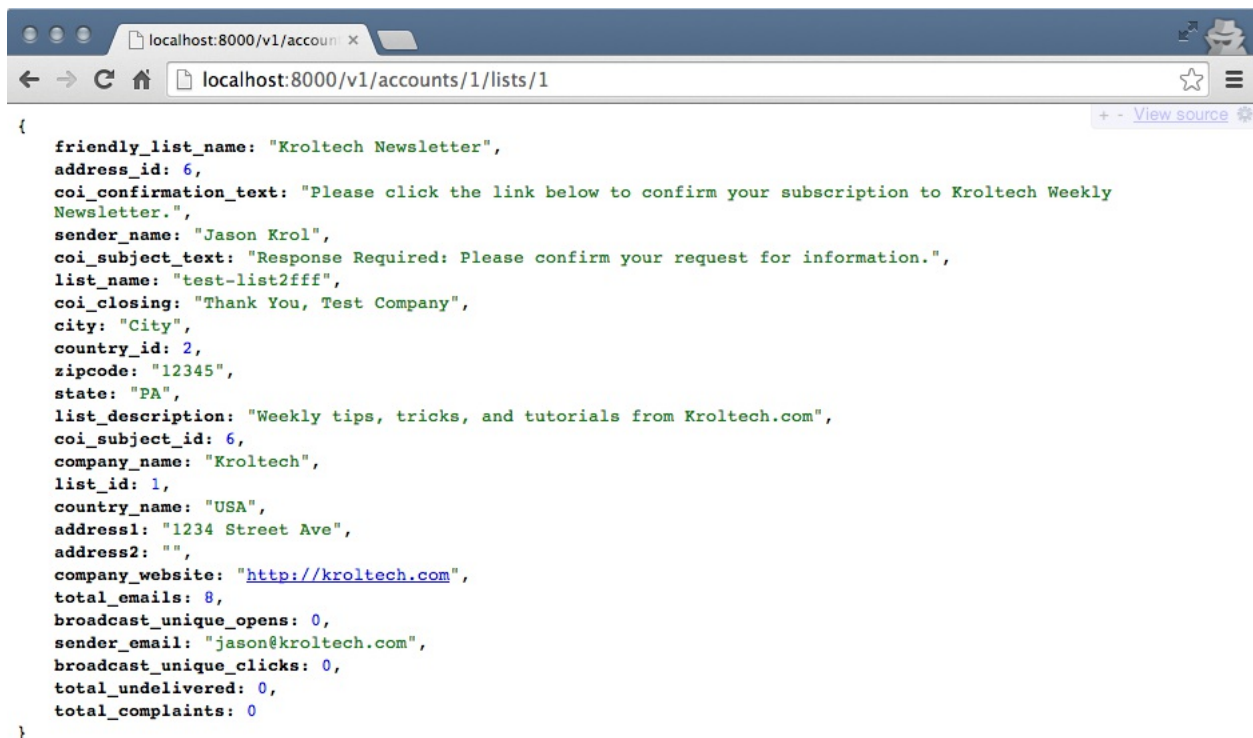 localhost:8000/v1/accoun
localhost:8000/v1/accounts/1/lists/1
+ - View source
{
friendly_list_name: "Kroltech Newsletter",
address_id: 6,
coi_confirmation_text: "Please click the link below to confirm your subscription to Kroltech Weekly
Newsletter.",
sender_name: "Jason Krol",
coi_subject_text: "Response Required: Please confirm your request for information.",
list_name: "test-list2fff",
coi_closing: "Thank You, Test Company",
city: "City",
country_id: 2,
zipcode: "12345",
state: "PA",
list_description: "Weekly tips, tricks, and tutorials from Kroltech.com",
coi_subject_id: 6,
company_name: "Kroltech",
list_id: 1,
country_name: "USA",
address1: "1234 Street Ave",
address2: "",
company_website: "http://kroltech.com",
total_emails: 8,
broadcast_unique_opens: 0,
sender_email: "jason@kroltech.com",
broadcast_unique_clicks: 0,
total_undelivered: 0,
total_complaints: 0
}